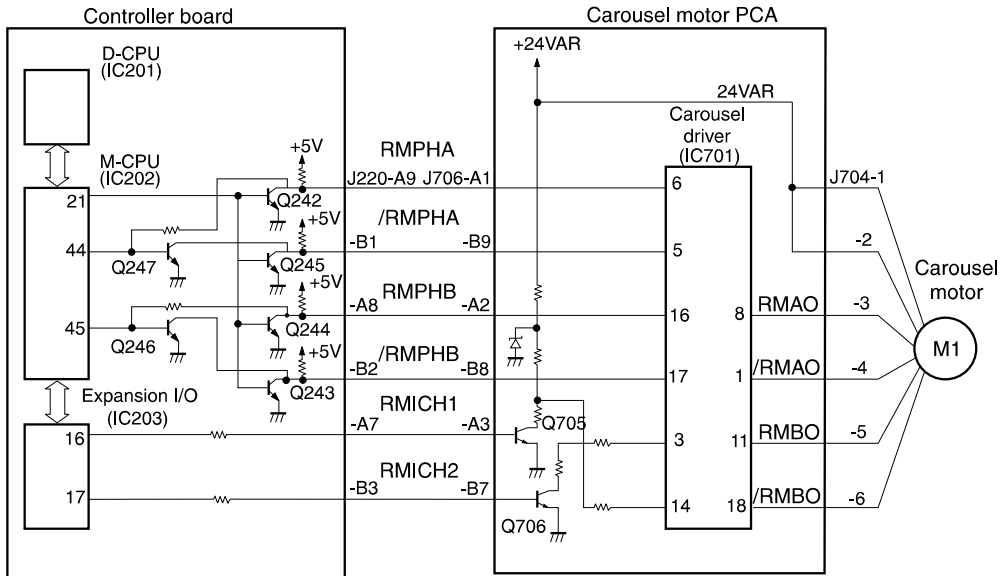 Controller board
Carousel motor PCA
D-CPU
(IC201)
+24VAR
24VAR
Carousel
driver
(IC701)
M-CPU
(IC202)
+5V
RMPHA
21
Q242
J220-A9
J706-A1
6
J704-1
+5V
/RMPHA
44
Q247
Q245
-B1
-B9
5
-2
Carousel
motor
+5V
RMPHB
-A8
-A2
16
8
RMAO
-3
45
Q246
Q244
+5V
/RMPHB
M1
Q243
-B2
-B8
17
1
/RMAO
-4
Expansion I/O
(IC203)
RMICH1
16
-A7
-A3
Q705
3
11
RMBO
-5
RMICH2
17
-B3
-B7
Q706
14
18
/RMBO
-6